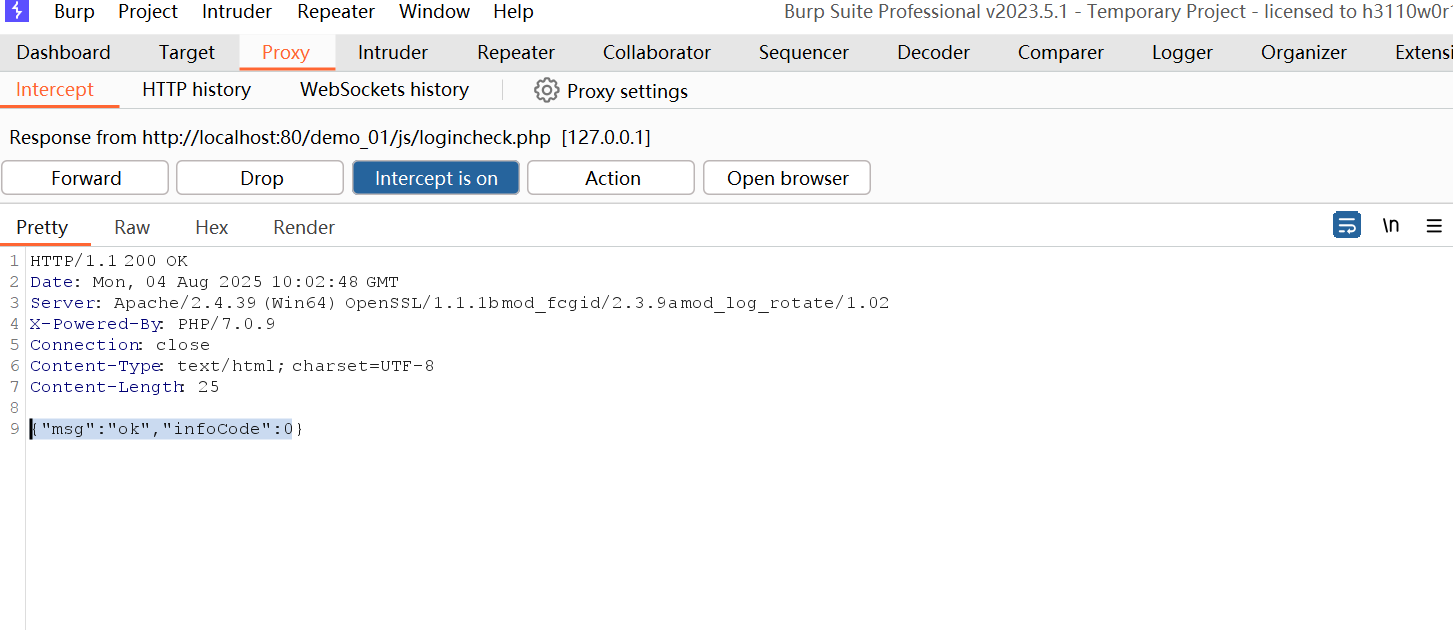 Burp Project Intruder Repeater Window Help Burp Suite Professional v2023.5.1 - Temporary Project - licensed to h3110w0r1
Dashboard Target Proxy Intruder Repeater Collaborator Sequencer Decoder Comparer Logger Organizer Extensi
Intercept HTTP history WebSockets history Proxy settings
Response from http://localhost:80/demo_01/js/logincheck.php [127.0.0.1]
Forward Drop Intercept is on Action Open browser
Pretty Raw Hex Render \n
1 HTTP/1.1 200 OK
2 Date: Mon, 04 Aug 2025 10:02:48 GMT
3 Server: Apache/2.4.39 (Win64) OpenSSL/1.1.1b mod_fcgid/2.3.9a mod_log_rotate/1.02
4 X-Powered-By: PHP/7.0.9
5 Connection: close
6 Content-Type: text/html; charset=UTF-8
7 Content-Length: 25
8
9 {"msg":"ok","infoCode":0}